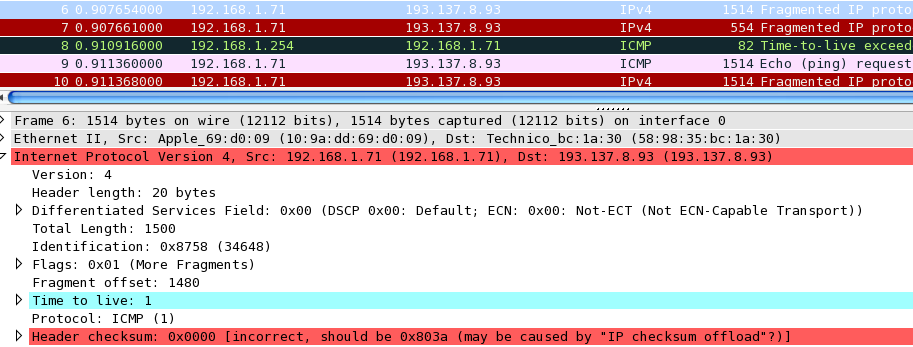 6 0.907654000 192.168.1.71 193.137.8.93 IPv4 1514 Fragmented IP proto
7 0.907661000 192.168.1.71 193.137.8.93 IPv4 554 Fragmented IP proto
8 0.910916000 192.168.1.254 192.168.1.71 ICMP 82 Time-to-live exceed
9 0.911360000 192.168.1.71 193.137.8.93 ICMP 1514 Echo (ping) request
10 0.911368000 192.168.1.71 193.137.8.93 IPv4 1514 Fragmented IP proto
Frame 6: 1514 bytes on wire (12112 bits), 1514 bytes captured (12112 bits) on interface 0
Ethernet II, Src: Apple_69:d0:09 (10:9a:dd:69:d0:09), Dst: Technico_bc:1a:30 (58:98:35:bc:1a:30)
Internet Protocol Version 4, Src: 192.168.1.71 (192.168.1.71), Dst: 193.137.8.93 (193.137.8.93)
Version: 4
Header length: 20 bytes
Differentiated Services Field: 0x00 (DSCP 0x00: Default; ECN: 0x00: Not-ECT (Not ECN-Capable Transport))
Total Length: 1500
Identification: 0x8758 (34648)
Flags: 0x01 (More Fragments)
Fragment offset: 1480
Time to live: 1
Protocol: ICMP (1)
Header checksum: 0x0000 [incorrect, should be 0x803a (may be caused by "IP checksum offload"?)]